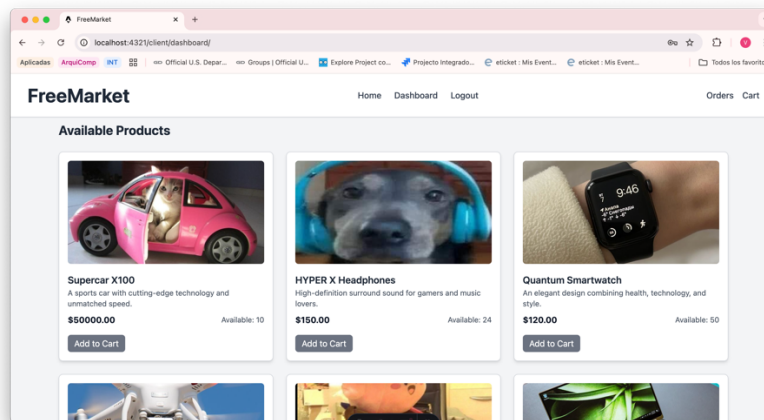 FreeMarket
localhost:4321/client/dashboard/
Aplicadas ArquiComp INT Official U.S. Depar... Groups | Official U... Explore Project co... Projecto Integrado... eticket : Mis Event... eticket : Mis Event... Todos los favorito
FreeMarket Home Dashboard Logout Orders Cart
Available Products
9:46
Supercar X100
A sports car with cutting-edge technology and
unmatched speed.
$50000.00 Available: 10
Add to Cart
HYPER X Headphones
High-definition surround sound for gamers and music
lovers.
$150.00 Available: 24
Add to Cart
Quantum Smartwatch
An elegant design combining health, technology, and
style.
$120.00 Available: 50
Add to Cart